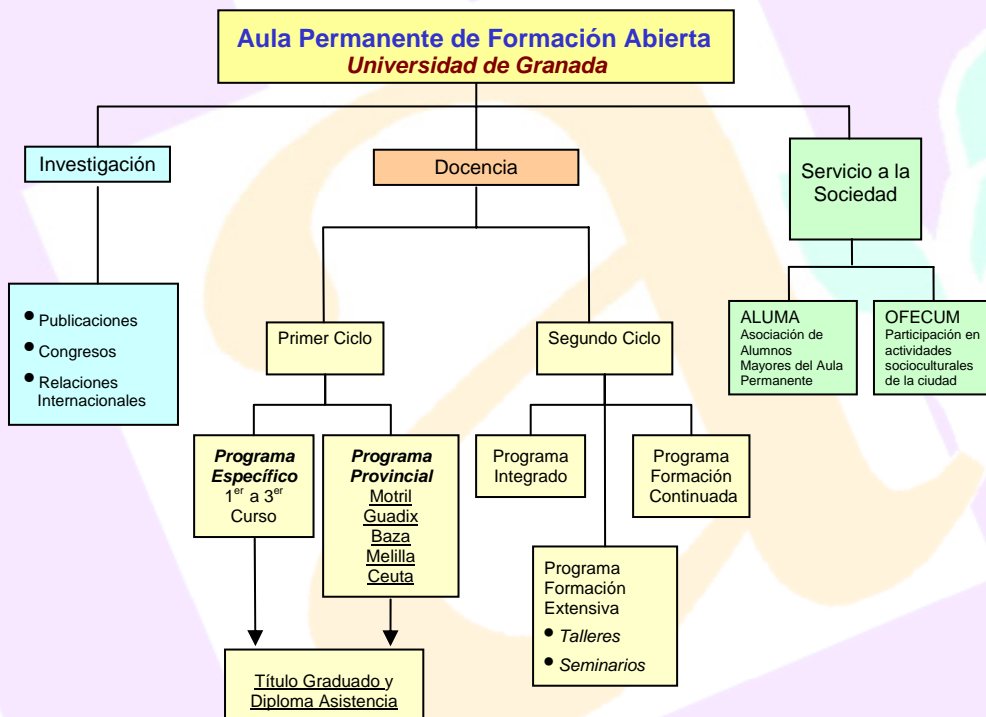 Aula Permanente de Formación Abierta
Universidad de Granada
Investigación
Docencia
Servicio a la
Sociedad
• Publicaciones
• Congresos
• Relaciones
Internacionales
Primer Ciclo
Segundo Ciclo
ALUMA
Asociación de
Alumnos
Mayores del Aula
Permanente
OFECUM
Participación en
actividades
socioculturales
de la ciudad
Programa
Específico
1er a 3er
Curso
Programa
Provincial
Motril
Guadix
Baza
Melilla
Ceuta
Programa
Integrado
Programa
Formación
Continuada
Programa
Formación
Extensiva
• Talleres
• Seminarios
Título Graduado y
Diploma Asistencia